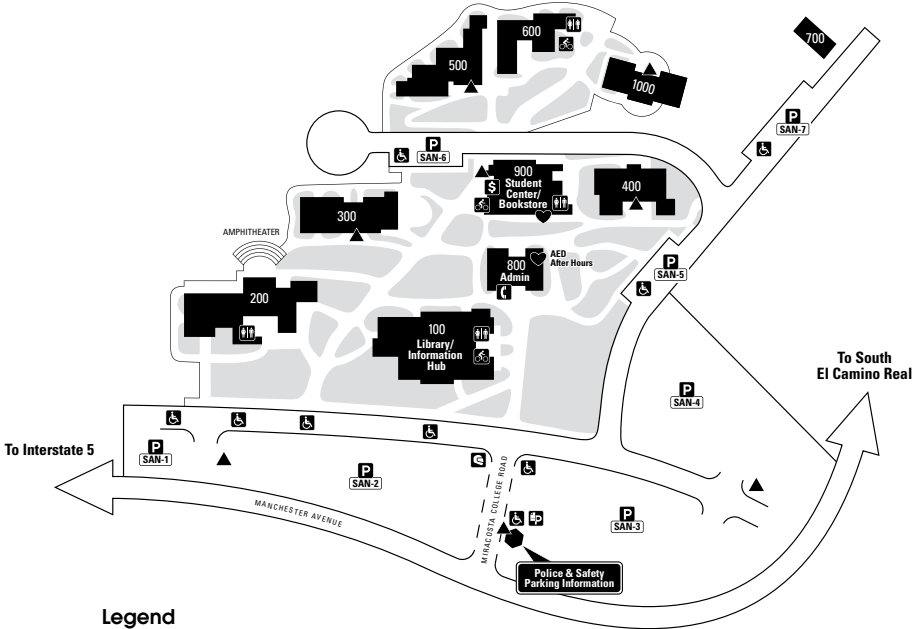 600
700
500
1000
P
SAN-7
P
SAN-6
900
Student
Center/
Bookstore
$
400
300
AMPHITHEATER
AED
After Hours
800
Admin
P
SAN-5
200
100
Library/
Information
Hub
To South
El Camino Real
P
SAN-4
To Interstate 5
P
SAN-1
P
SAN-2
MANCHESTER AVENUE
MIRACOSTA COLLEGE ROAD
P
SAN-3
Police & Safety
Parking Information
Legend